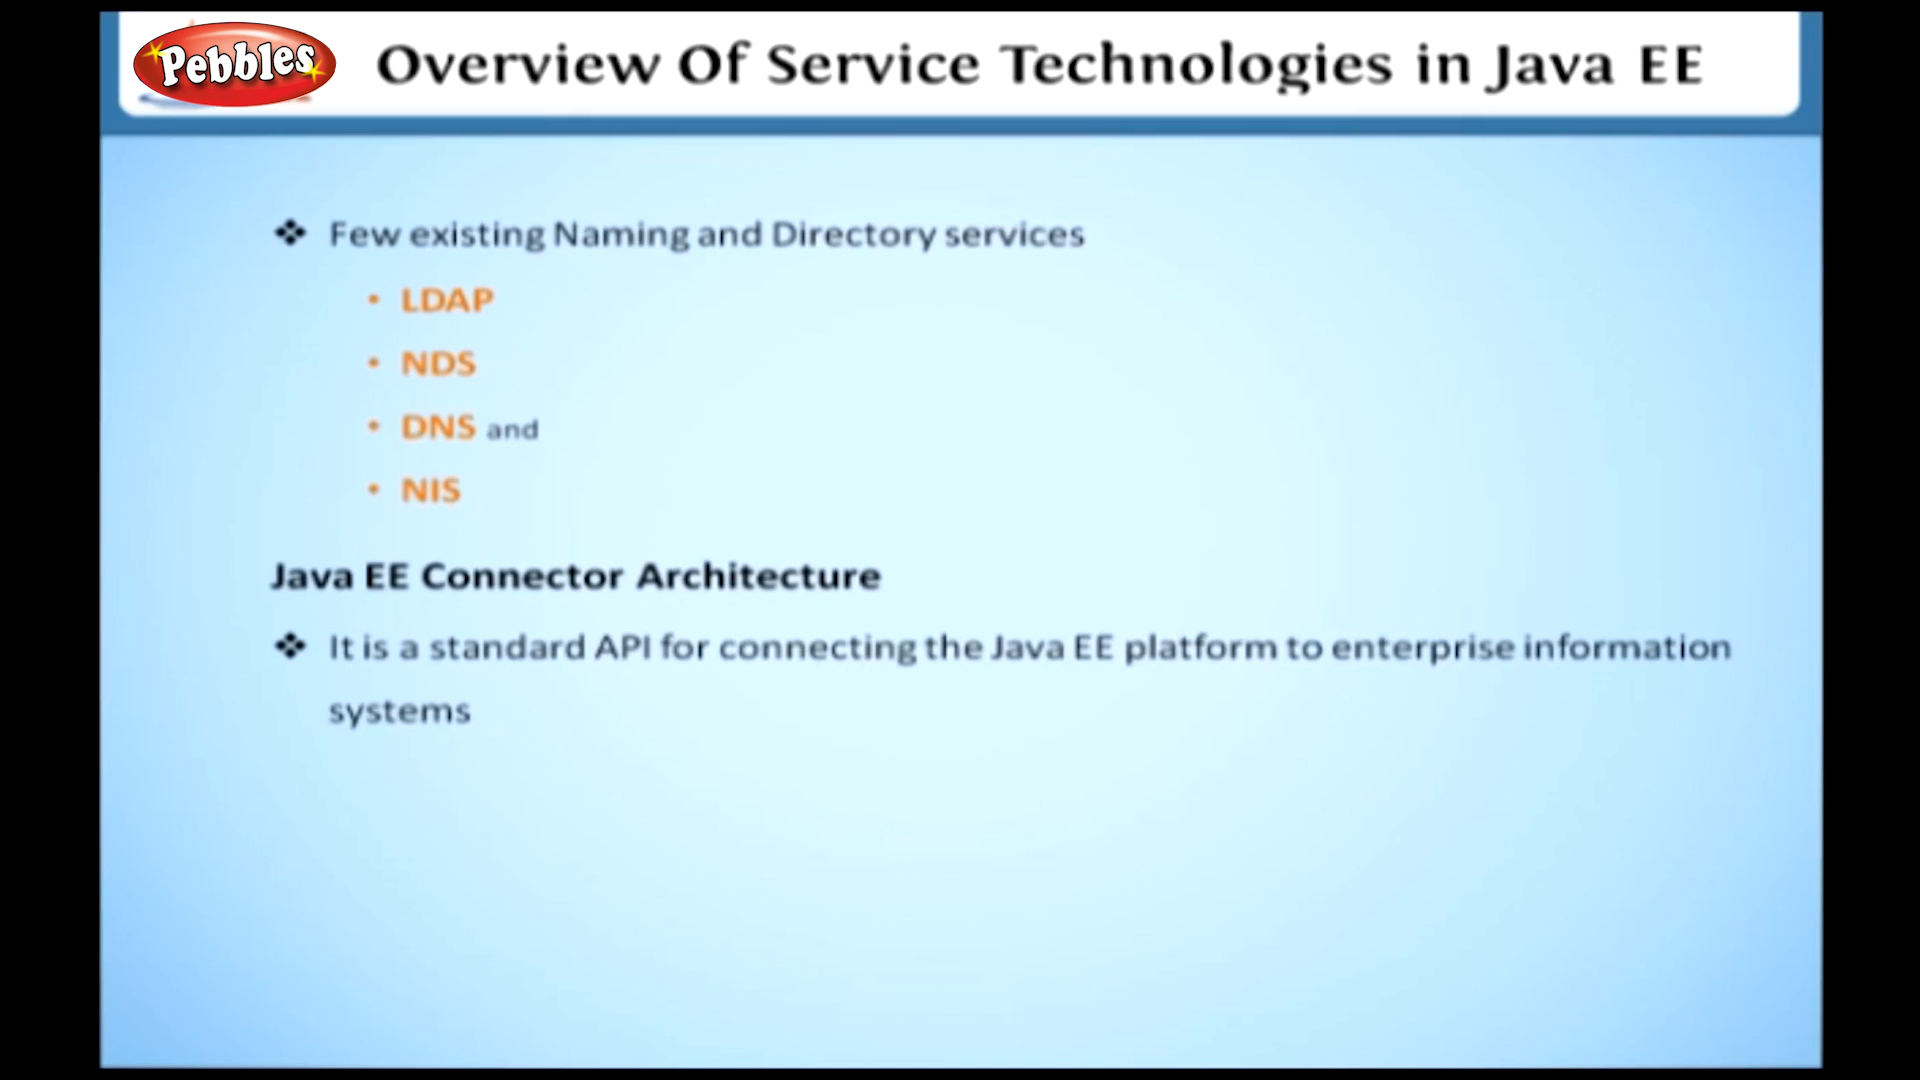 Pebbles
Overview Of Service Technologies in Java EE
❖ Few existing Naming and Directory services
• LDAP
• NDS
• DNS and
• NIS
Java EE Connector Architecture
❖ It is a standard API for connecting the Java EE platform to enterprise information
systems